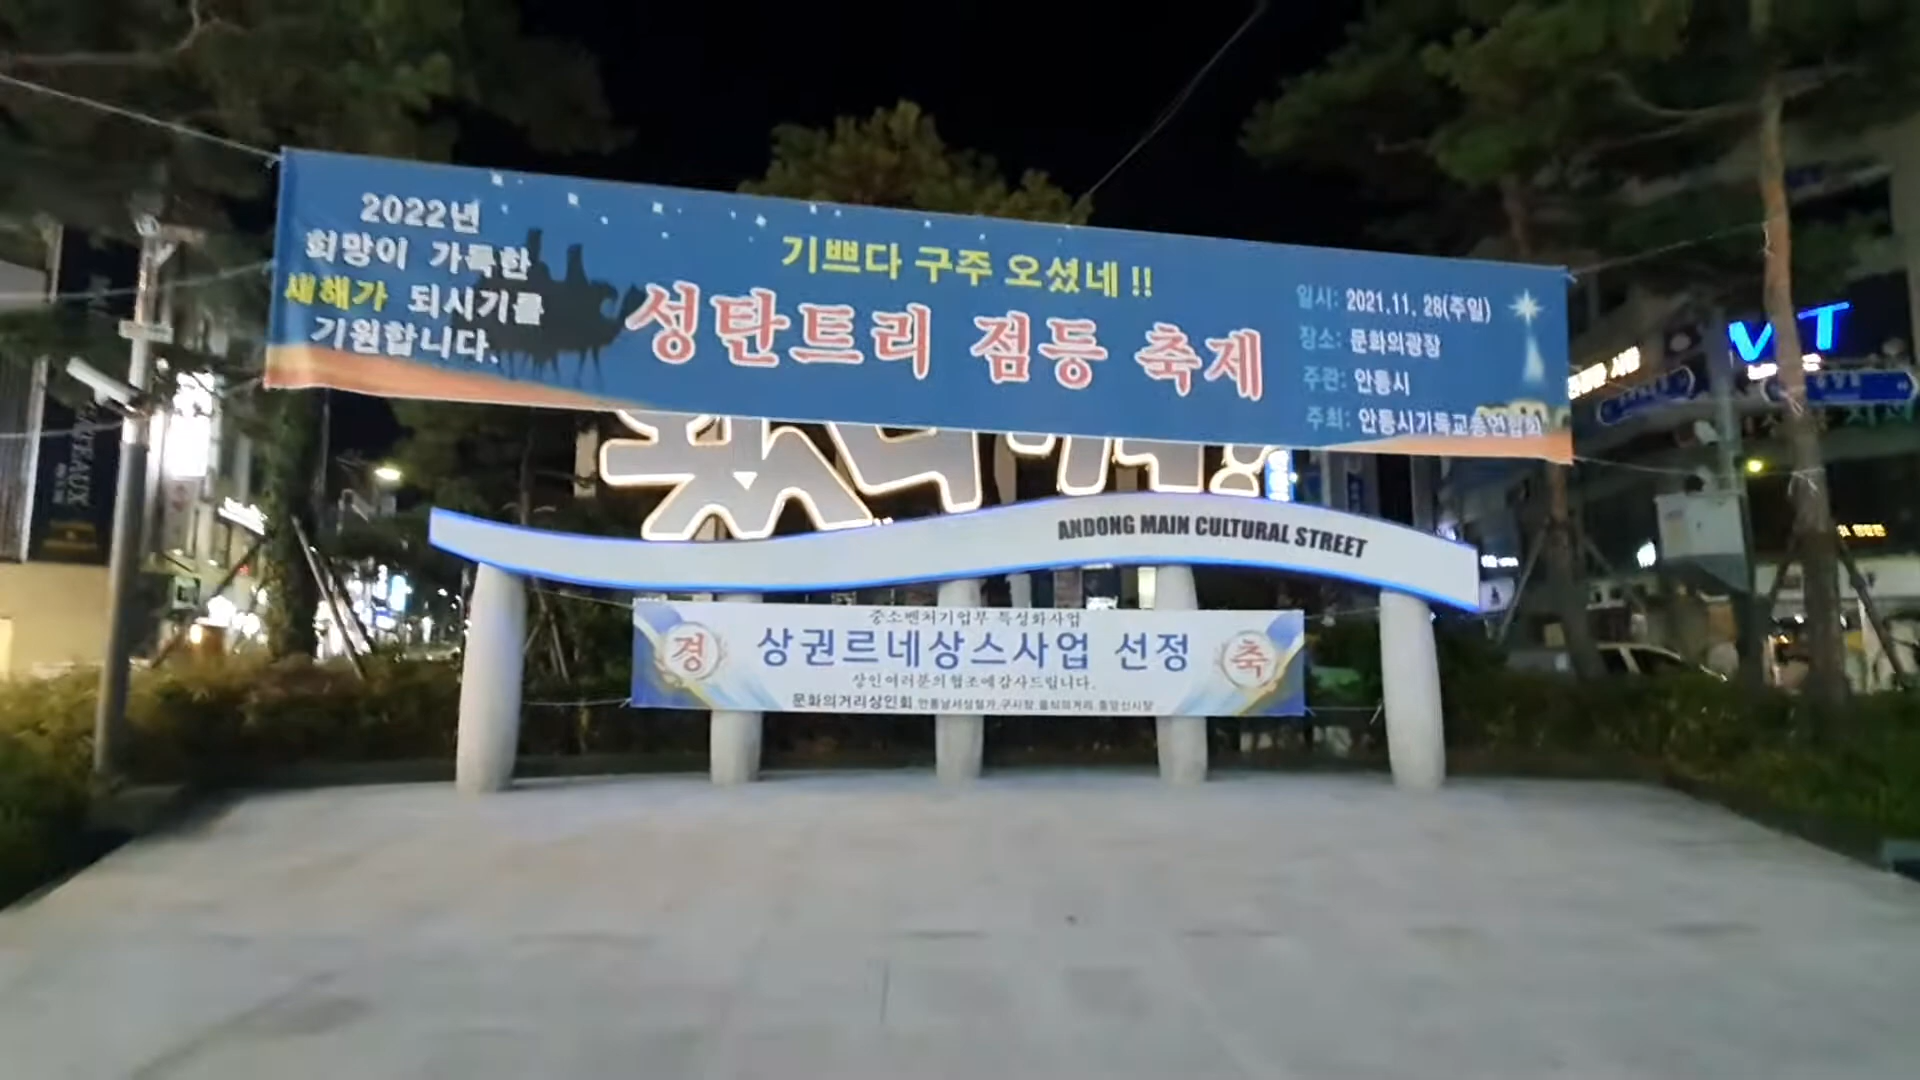 2022년
희망이 가득한
새해가 되시기를
기원합니다.
기쁘다 구주 오셨네 !!
성탄트리 점등 축제
일시: 2021.11. 28(주일)
장소: 문화의광장
주관: 안동시
주최: 안동시기독교총연합회
VT
ANDONG MAIN CULTURAL STREET
중소벤처기업부 특성화사업
경
상권르네상스사업 선정
축
상인여러분의협조에감사드립니다.
문화의거리상인회